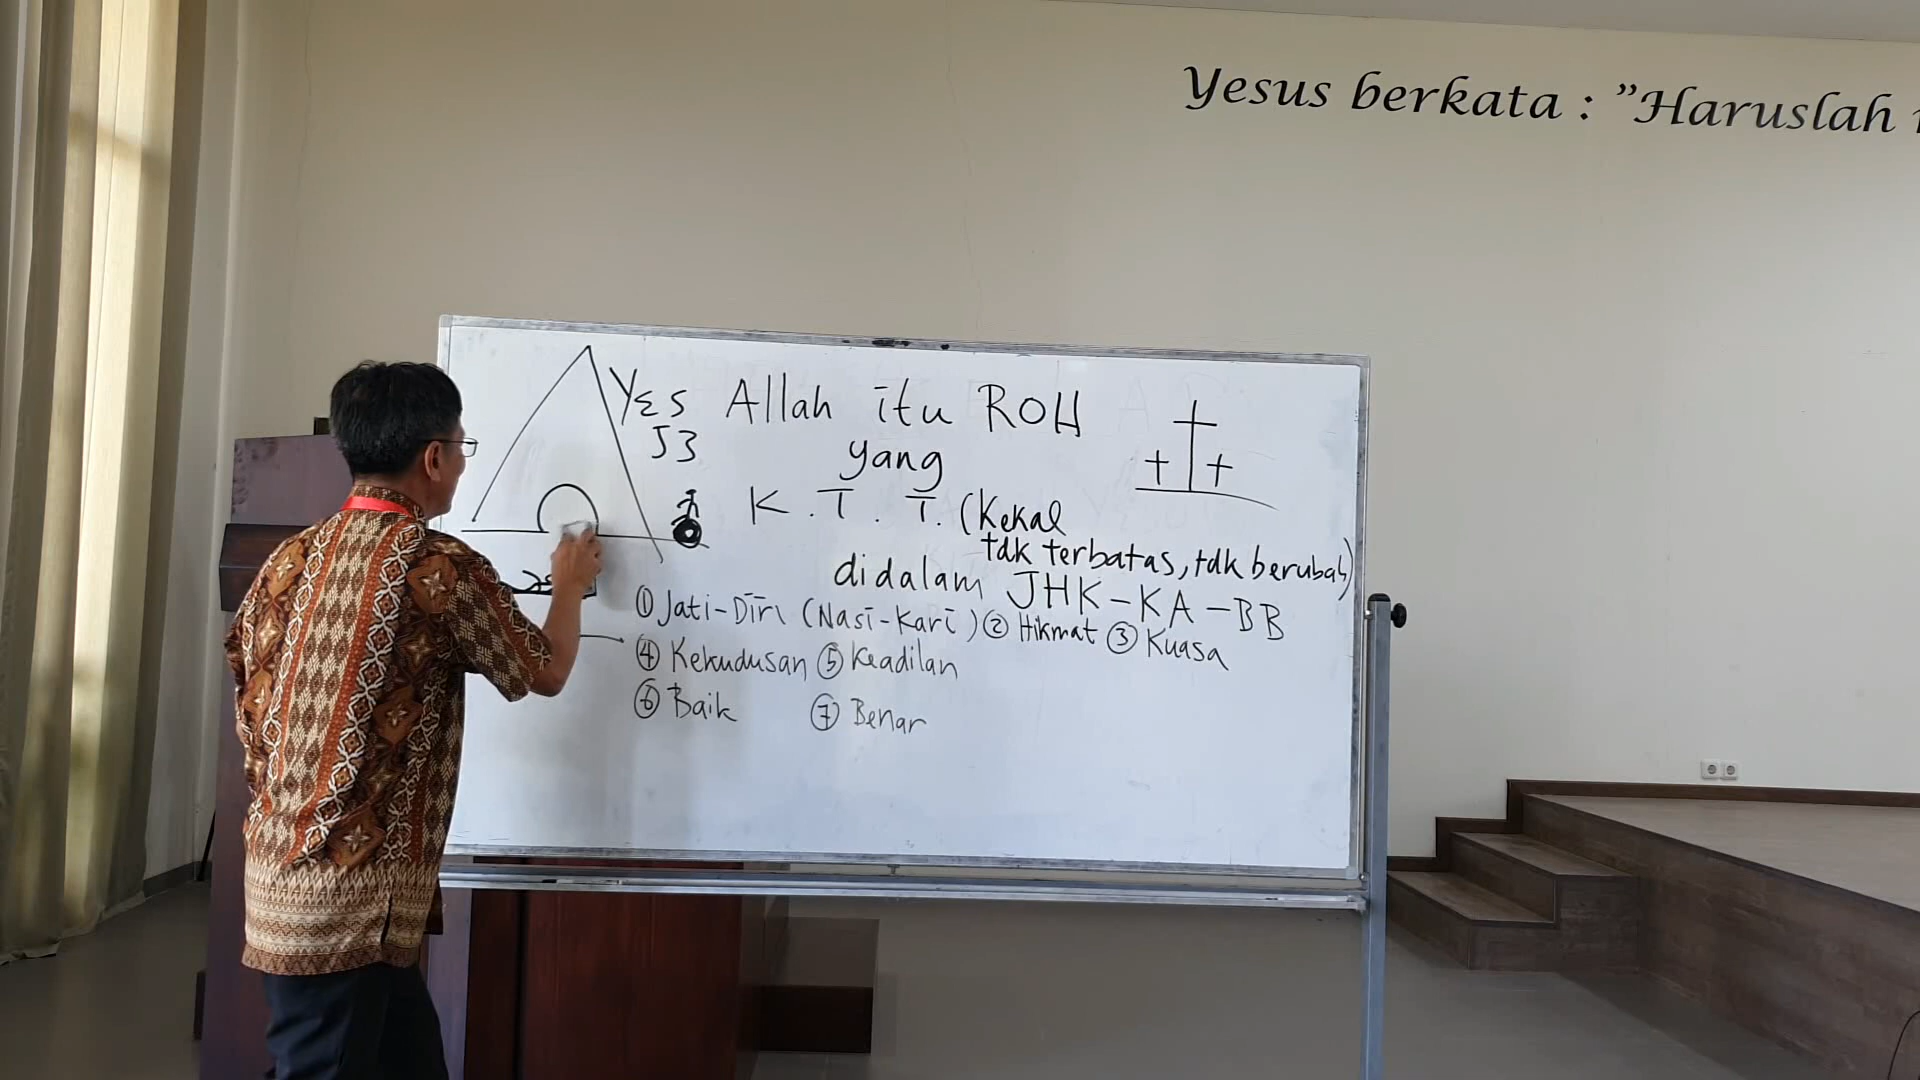 Yesus berkata : "Haruslah
YES Allah itu ROH
J3
yang
K.T.T. (Kekal
tdk terbatas, tdk berubah)
didalam JHK-KA-BB
① Jati-Diri (Nasi-Kari) ② Hikmat ③ Kuasa
④ Kekudusan ⑤ Keadilan
⑥ Baik ⑦ Benar